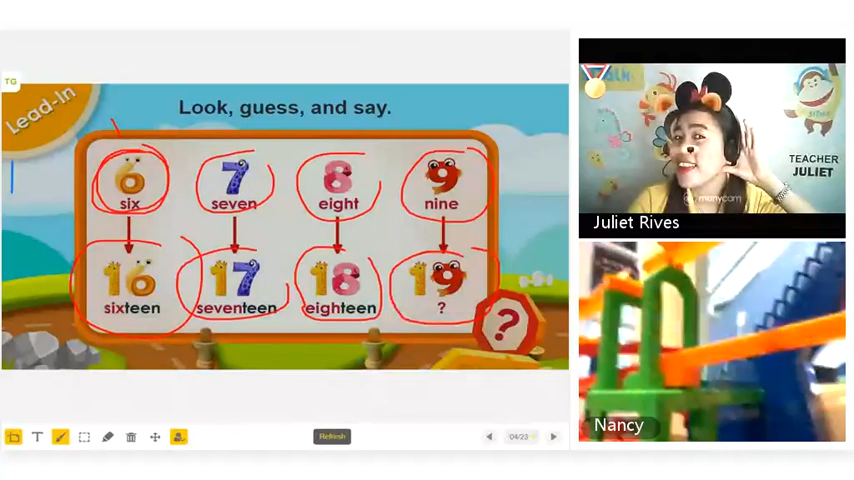 TG
Lead-In
Look, guess, and say.
6 7 8 9
six seven eight nine
16 17 18 19
sixteen seventeen eighteen ?
?
T
Refresh
04/23
TEACHER
JULIET
manycam
Juliet Rives
Nancy